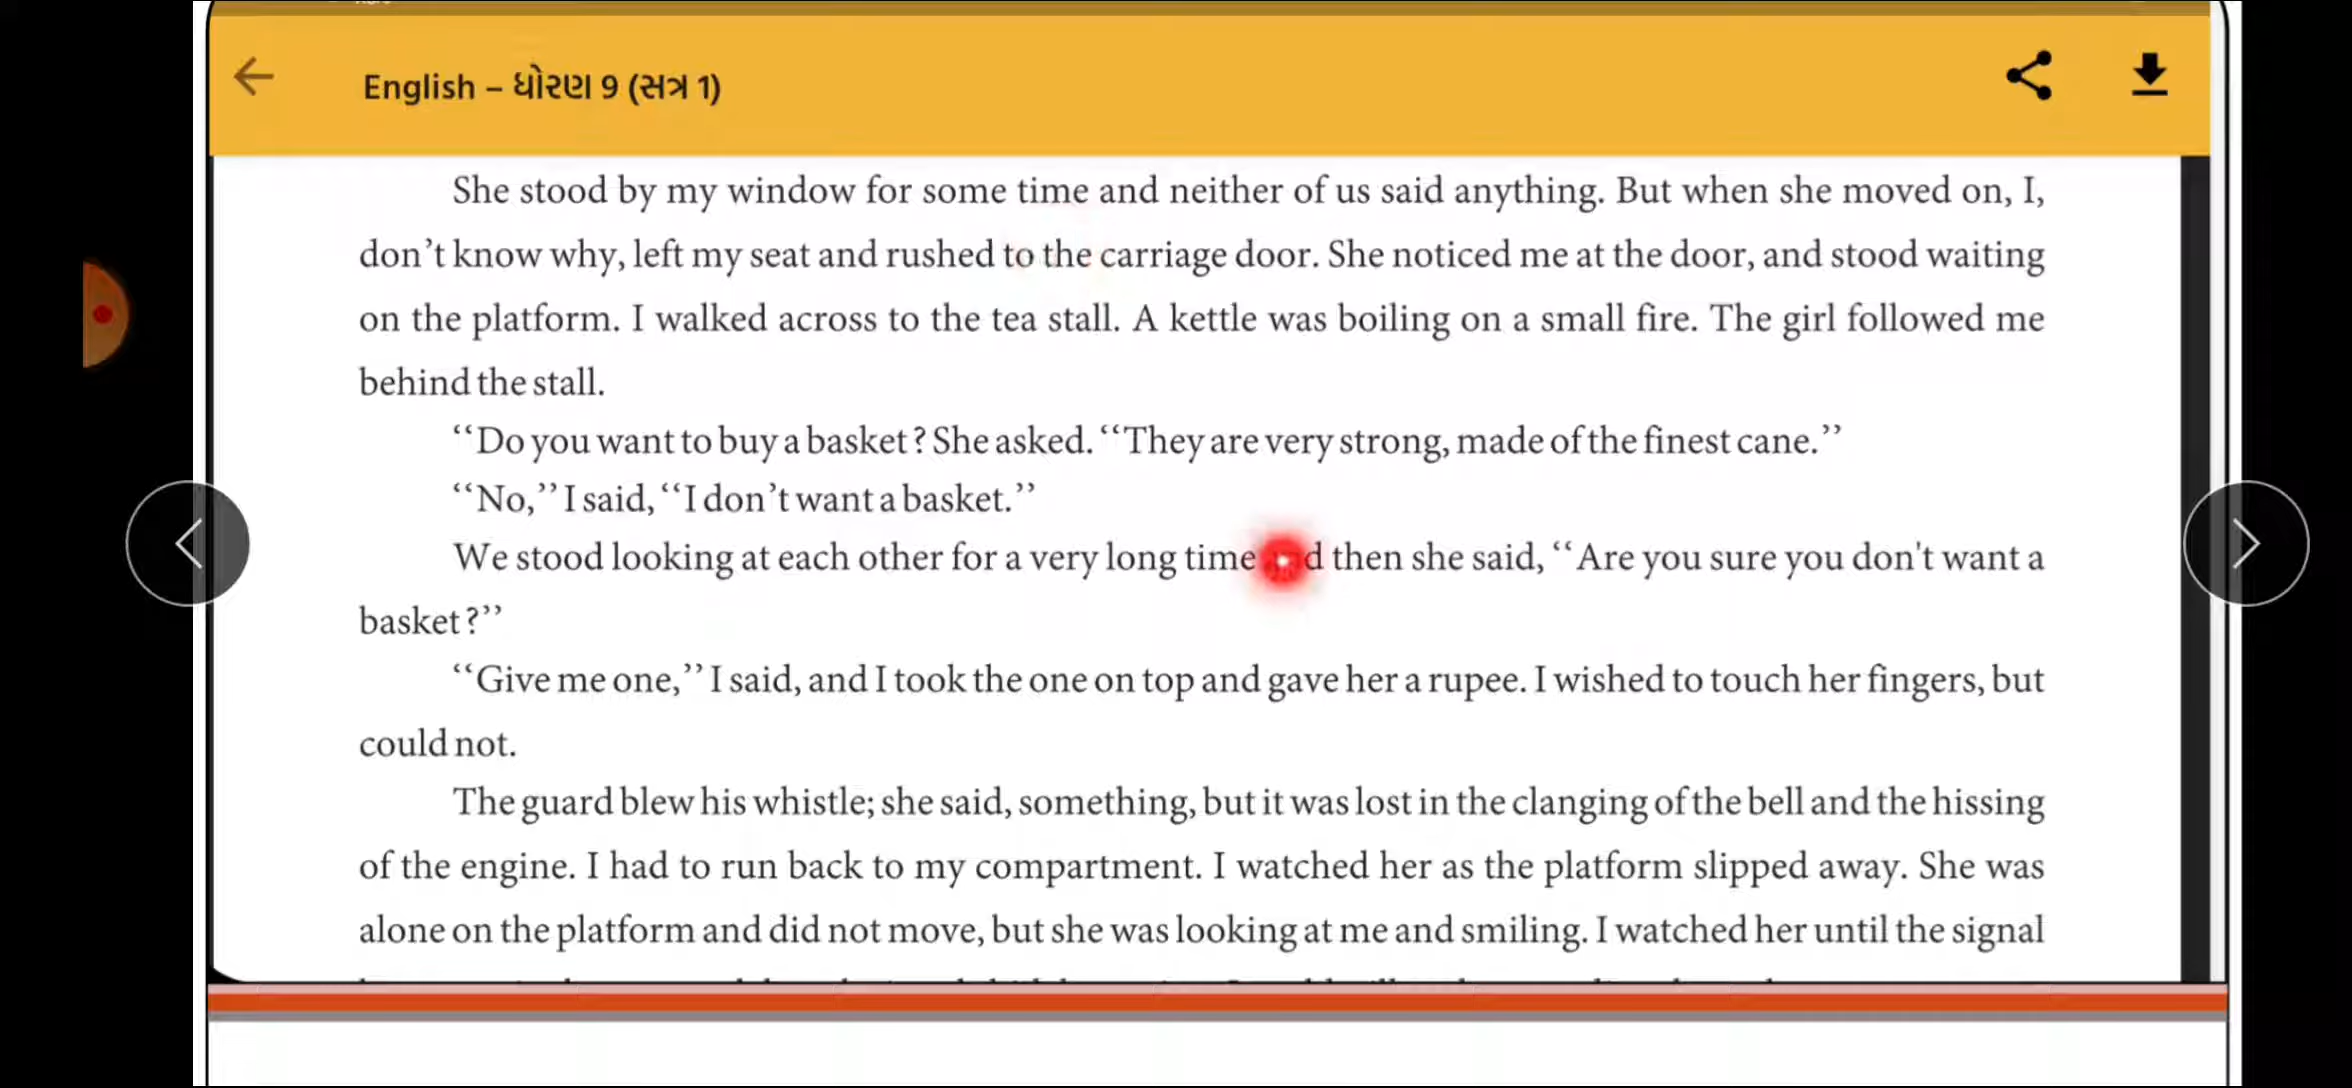 English – ધોરણ 9 (સત્ર 1)
She stood by my window for some time and neither of us said anything. But when she moved on, I,
don’t know why, left my seat and rushed to the carriage door. She noticed me at the door, and stood waiting
on the platform. I walked across to the tea stall. A kettle was boiling on a small fire. The girl followed me
behind the stall.
‘‘Do you want to buy a basket? She asked. ‘‘They are very strong, made of the finest cane.’’
‘‘No,’’ I said, ‘‘I don’t want a basket.’’
We stood looking at each other for a very long time and then she said, ‘‘Are you sure you don't want a
basket?’’
‘‘Give me one,’’ I said, and I took the one on top and gave her a rupee. I wished to touch her fingers, but
could not.
The guard blew his whistle; she said, something, but it was lost in the clanging of the bell and the hissing
of the engine. I had to run back to my compartment. I watched her as the platform slipped away. She was
alone on the platform and did not move, but she was looking at me and smiling. I watched her until the signal